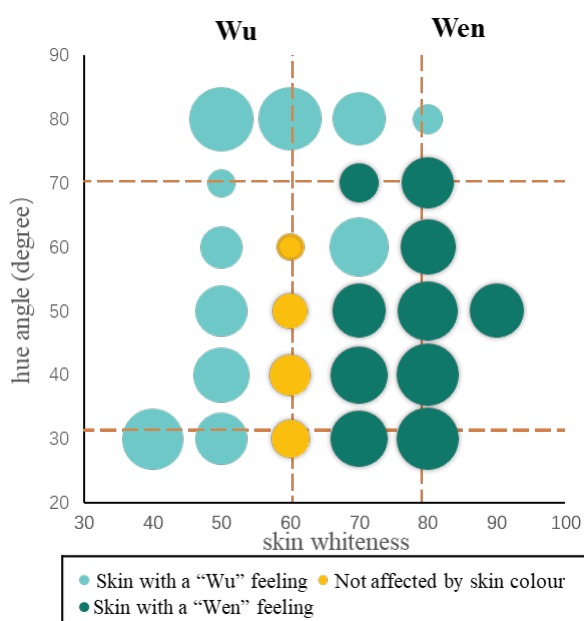 Wu Wen
90
80
70
60
50
40
30
20
hue angle (degree)
30 40 50 60 70 80 90 100
skin whiteness
Skin with a “Wu” feeling Not affected by skin colour
Skin with a “Wen” feeling